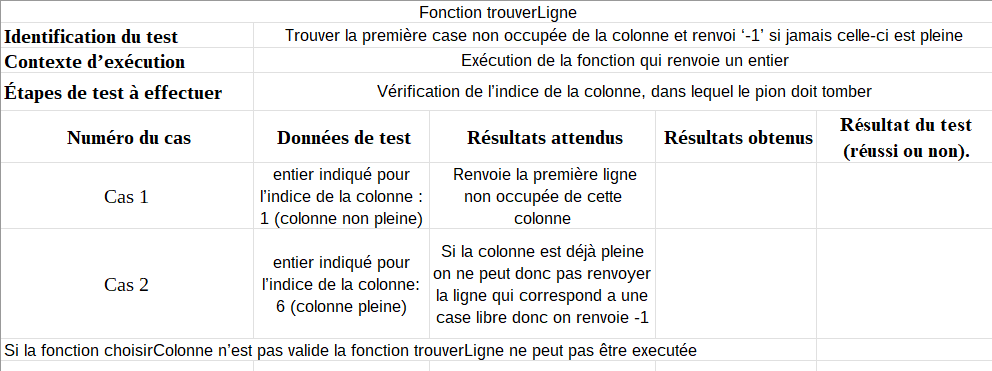 Fonction trouverLigne
Identification du test
Trouver la première case non occupée de la colonne et renvoi ‘-1’ si jamais celle-ci est pleine
Contexte d’exécution
Exécution de la fonction qui renvoie un entier
Étapes de test à effectuer
Vérification de l’indice de la colonne, dans lequel le pion doit tomber
Numéro du cas
Données de test
Résultats attendus
Résultats obtenus
Résultat du test
(réussi ou non).
Cas 1
entier indiqué pour
l’indice de la colonne :
1 (colonne non pleine)
Renvoie la première ligne
non occupée de cette
colonne
Cas 2
entier indiqué pour
l’indice de la colonne:
6 (colonne pleine)
Si la colonne est déjà pleine
on ne peut donc pas renvoyer
la ligne qui correspond a une
case libre donc on renvoie -1
Si la fonction choisirColonne n’est pas valide la fonction trouverLigne ne peut pas être executée